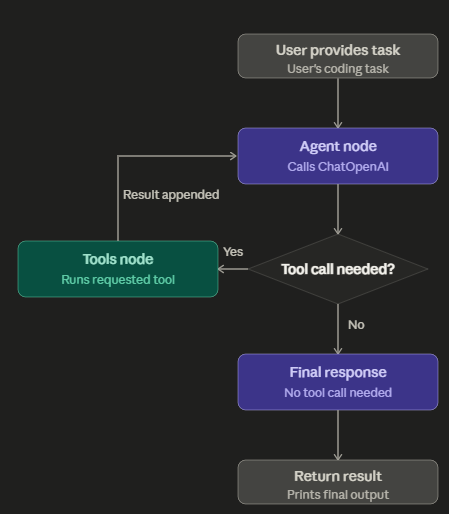 User provides task
User's coding task
Agent node
Calls ChatOpenAI
Result appended
Tools node
Runs requested tool
Yes
Tool call needed?
No
Final response
No tool call needed
Return result
Prints final output